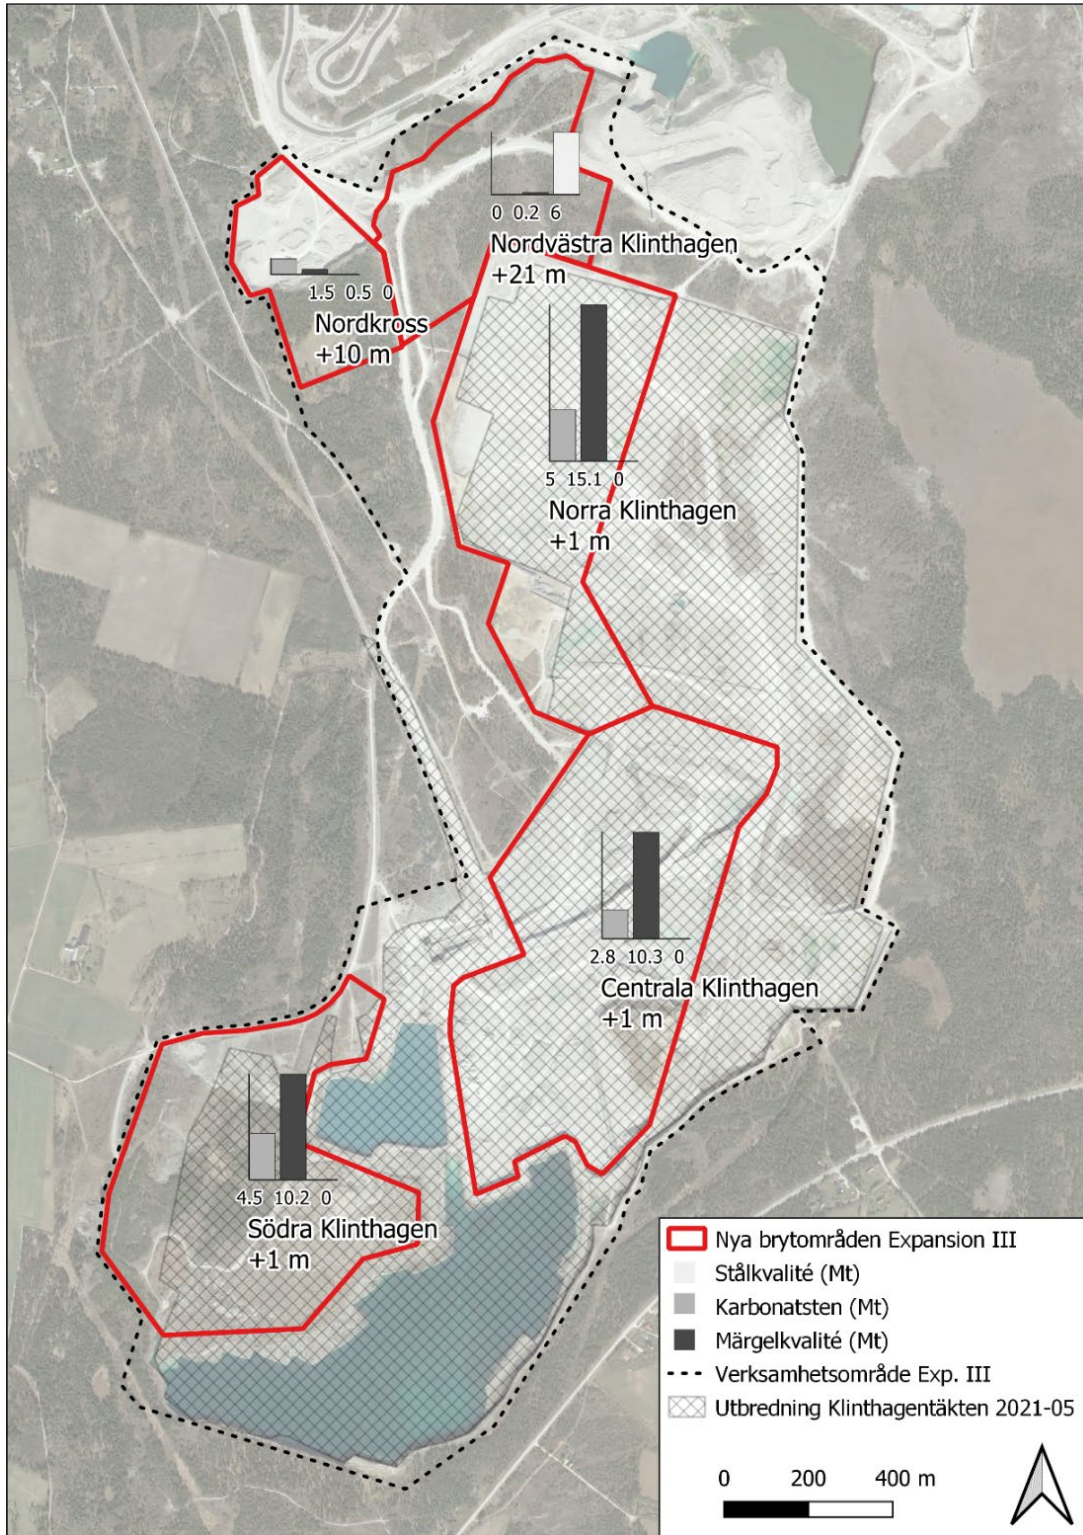 0 0.2 6
Nordvästra Klinthagen
+21 m
1.5 0.5 0
Nordkross
+10 m
5 15.1 0
Norra Klinthagen
+1 m
2.8 10.3 0
Centrala Klinthagen
+1 m
4.5 10.2 0
Södra Klinthagen
+1 m
Nya brytområden Expansion III
Stålkvalité (Mt)
Karbonatsten (Mt)
Märgelkvalité (Mt)
Verksamhetsområde Exp. III
Utbredning Klinthagentäkten 2021-05
0 200 400 m